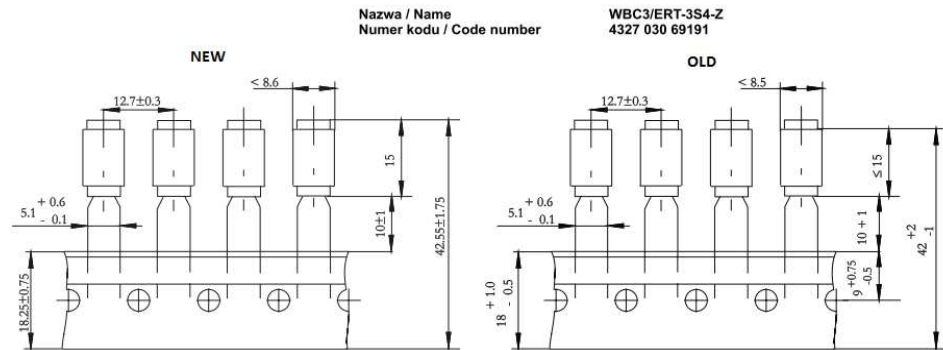 Nazwa / Name WBC3/ERT-3S4-Z
Numer kodu / Code number 4327 030 69191
NEW
OLD
< 8.6
12.7±0.3
15
5.1 + 0.6 - 0.1
10±1
42.55±1.75
18.25±0.75
< 8.5
12.7±0.3
≤ 15
5.1 + 0.6 - 0.1
10 + 1
42 +2 -1
9 +0.75 -0.5
18 + 1.0 - 0.5